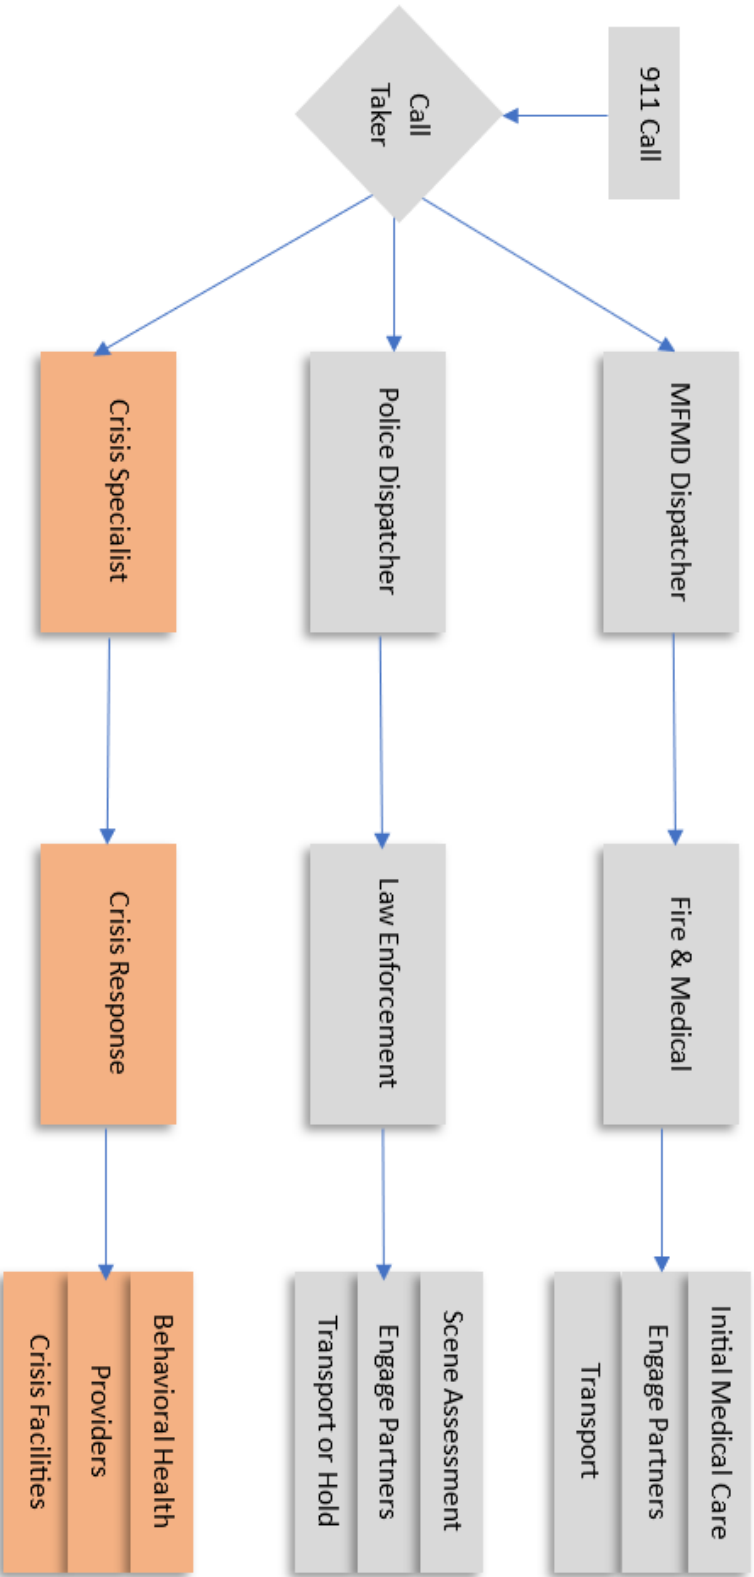 911 Call
Call
Taker
MFMD Dispatcher
Fire & Medical
Initial Medical Care
Engage Partners
Transport
Police Dispatcher
Law Enforcement
Scene Assessment
Engage Partners
Transport or Hold
Crisis Specialist
Crisis Response
Behavioral Health
Providers
Crisis Facilities